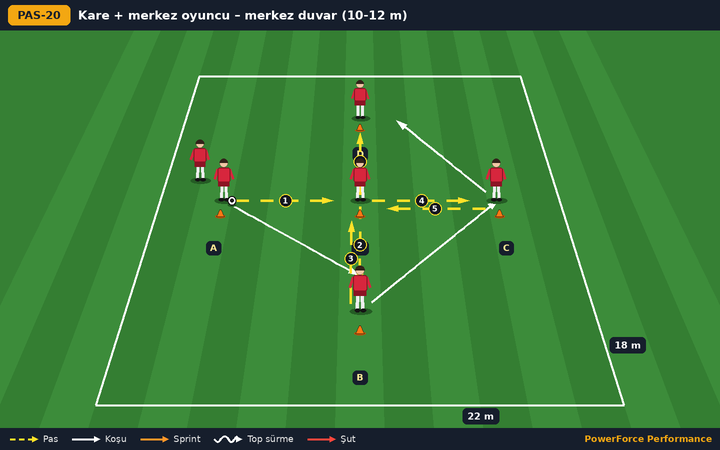 PAS-20 Kare + merkez oyuncu – merkez duvar (10-12 m)
D
1
4
5
A
2
C
3
18 m
B
22 m
Pas Koşu Sprint Top sürme Şut PowerForce Performance